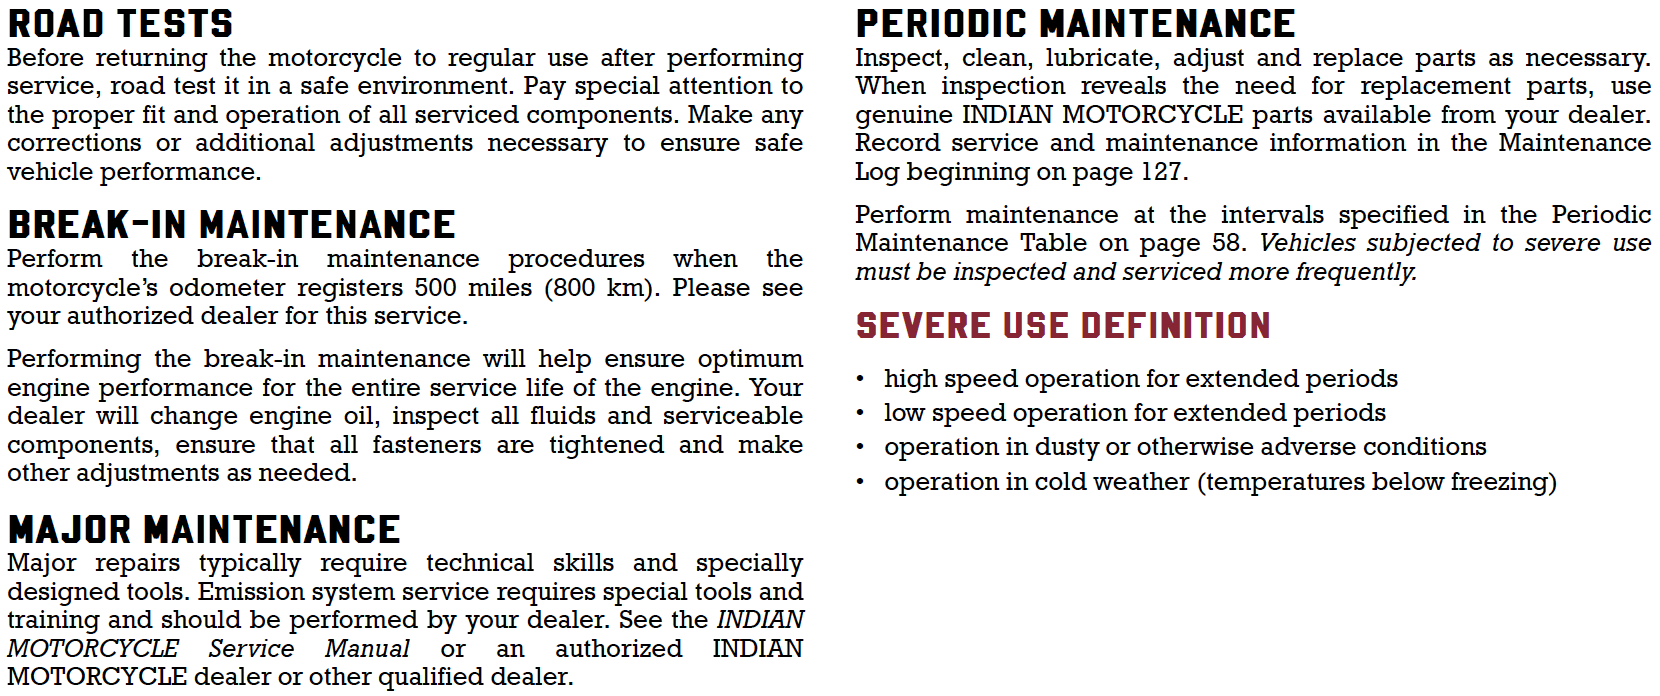 ROAD TESTS
Before returning the motorcycle to regular use after performing
service, road test it in a safe environment. Pay special attention to
the proper fit and operation of all serviced components. Make any
corrections or additional adjustments necessary to ensure safe
vehicle performance.
BREAK-IN MAINTENANCE
Perform the break-in maintenance procedures when the
motorcycle's odometer registers 500 miles (800 km). Please see
your authorized dealer for this service.
Performing the break-in maintenance will help ensure optimum
engine performance for the entire service life of the engine. Your
dealer will change engine oil, inspect all fluids and serviceable
components, ensure that all fasteners are tightened and make
other adjustments as needed.
MAJOR MAINTENANCE
Major repairs typically require technical skills and specially
designed tools. Emission system service requires special tools and
training and should be performed by your dealer. See the INDIAN
MOTORCYCLE Service Manual or an authorized INDIAN
MOTORCYCLE dealer or other qualified dealer.
PERIODIC MAINTENANCE
Inspect, clean, lubricate, adjust and replace parts as necessary.
When inspection reveals the need for replacement parts, use
genuine INDIAN MOTORCYCLE parts available from your dealer.
Record service and maintenance information in the Maintenance
Log beginning on page 127.
Perform maintenance at the intervals specified in the Periodic
Maintenance Table on page 58. Vehicles subjected to severe use
must be inspected and serviced more frequently.
SEVERE USE DEFINITION
• high speed operation for extended periods
• low speed operation for extended periods
• operation in dusty or otherwise adverse conditions
• operation in cold weather (temperatures below freezing)